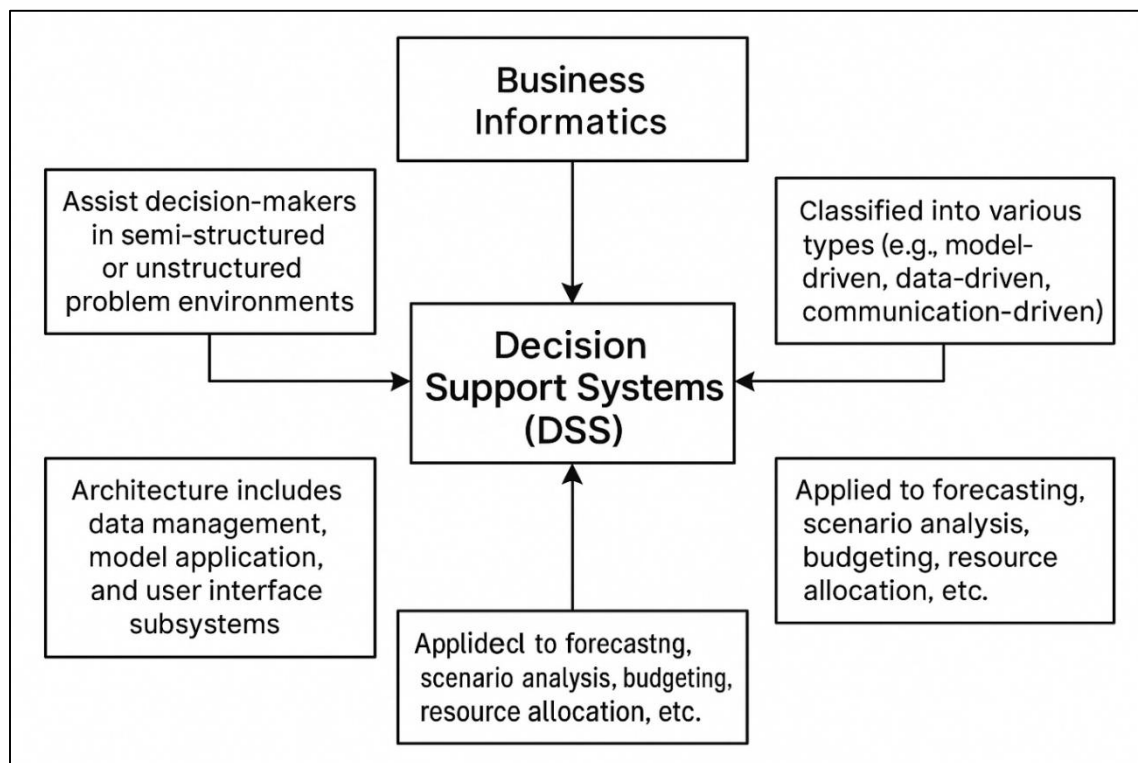 Business
Informatics
Assist decision-makers
in semi-structured
or unstructured
problem environments
Classified into various
types (e.g., model-
driven, data-driven,
communication-driven)
Decision
Support Systems
(DSS)
Architecture includes
data management,
model application,
and user interface
subsystems
Applied to forecasting,
scenario analysis,
budgeting, resource
allocation, etc.
Applidecl to forecastng,
scenario analysis, budgeting,
resource allocation, etc.